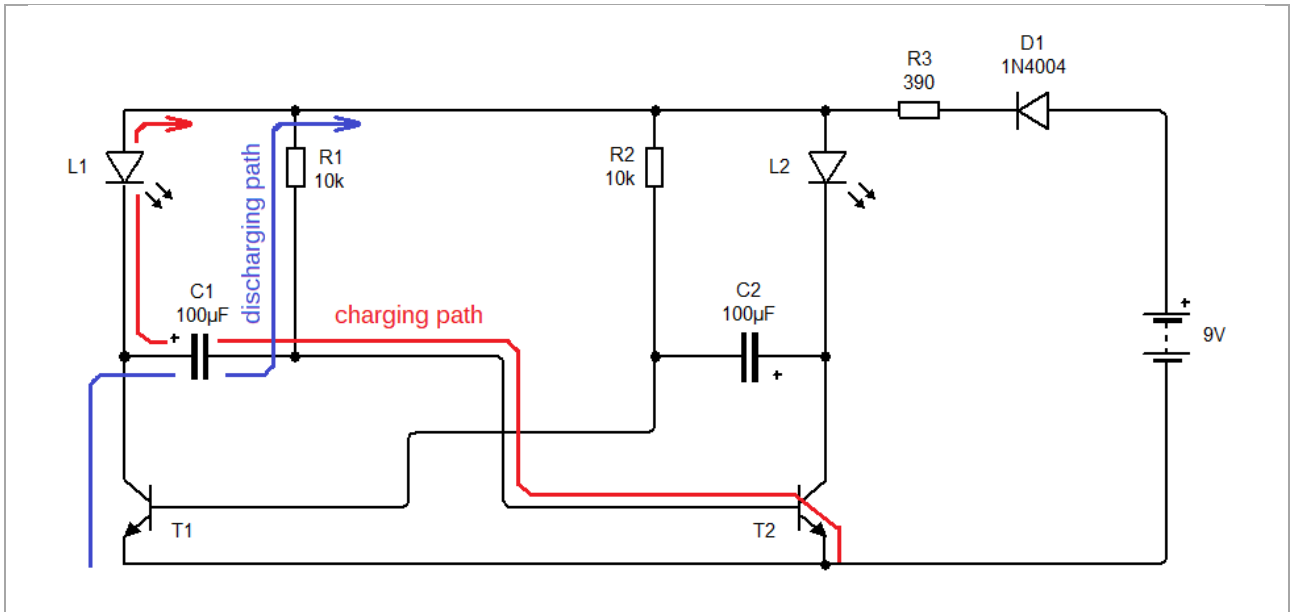 D1
1N4004
R3
390
L1
discharging path
R1
10k
R2
10k
L2
C1
100µF
+
charging path
C2
100µF
+
+
9V
T1
T2